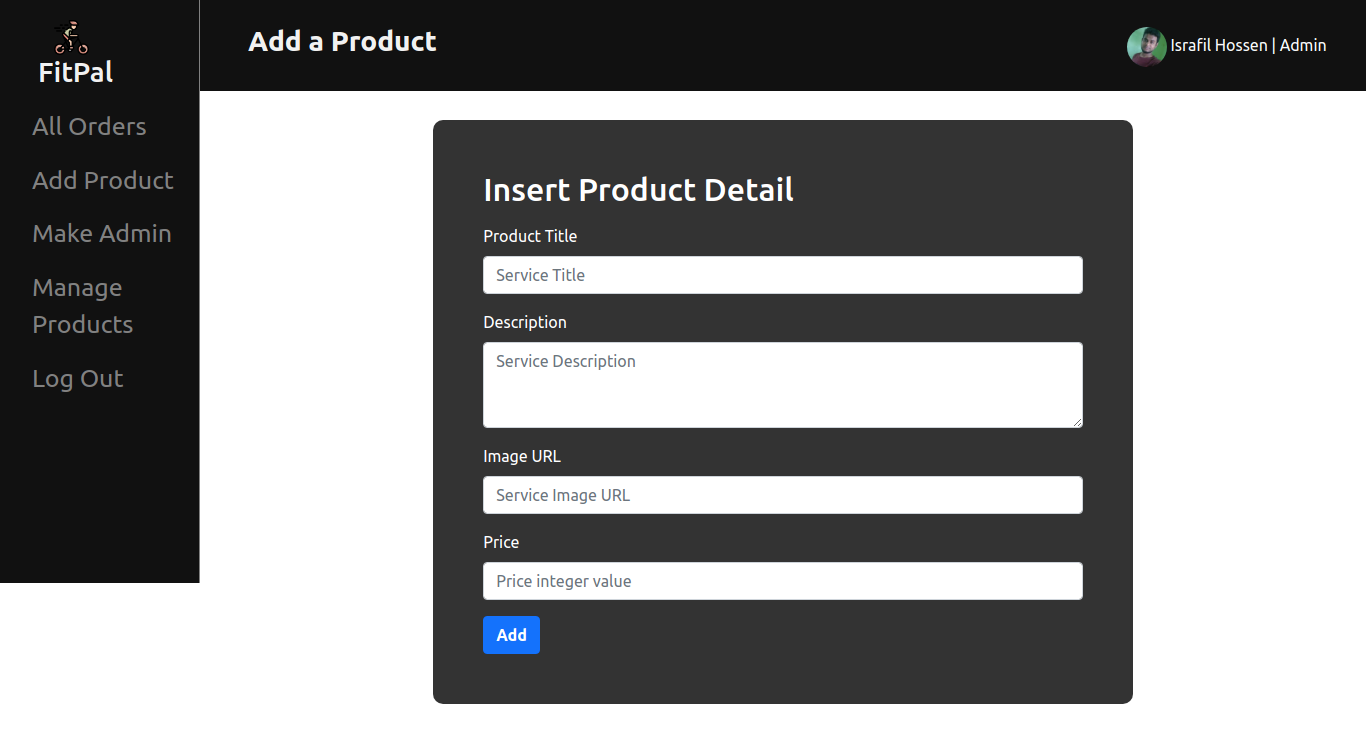 FitPal
All Orders
Add Product
Make Admin
Manage
Products
Log Out
Add a Product
Israfil Hossen | Admin
Insert Product Detail
Product Title
Service Title
Description
Service Description
Image URL
Service Image URL
Price
Price integer value
Add